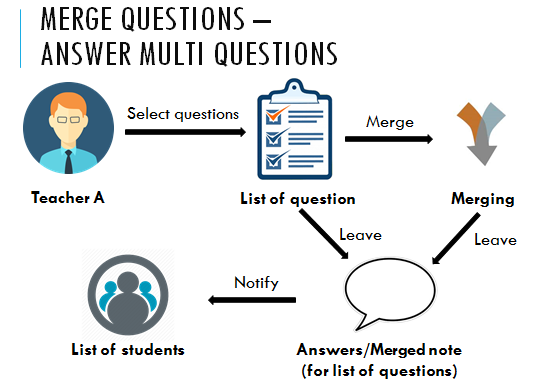 MERGE QUESTIONS –
ANSWER MULTI QUESTIONS
Select questions
Merge
Teacher A
List of question
Merging
Leave
Leave
Notify
List of students
Answers/Merged note
(for list of questions)